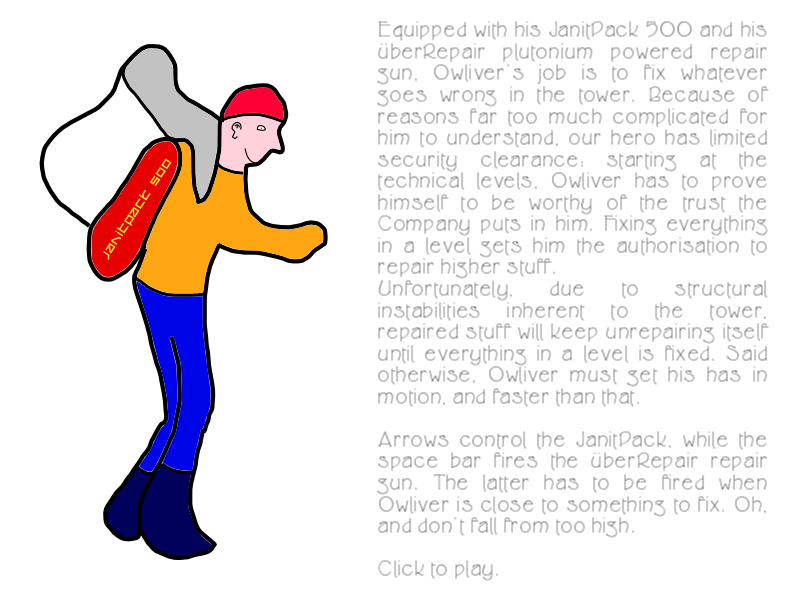 janitpack 500
Equipped with his JanitPack 500 and his
überRepair plutonium powered repair
gun, Owliver's job is to fix whatever
goes wrong in the tower. Because of
reasons far too much complicated for
him to understand, our hero has limited
security clearance: starting at the
technical levels, Owliver has to prove
himself to be worthy of the trust the
Company puts in him. Fixing everything
in a level gets him the authorisation to
repair higher stuff.
Unfortunately, due to structural
instabilities inherent to the tower,
repaired stuff will keep unrepairing itself
until everything in a level is fixed. Said
otherwise, Owliver must get his has in
motion, and faster than that.
Arrows control the JanitPack, while the
space bar fires the überRepair repair
gun. The latter has to be fired when
Owliver is close to something to fix. Oh,
and don't fall from too high.
Click to play.